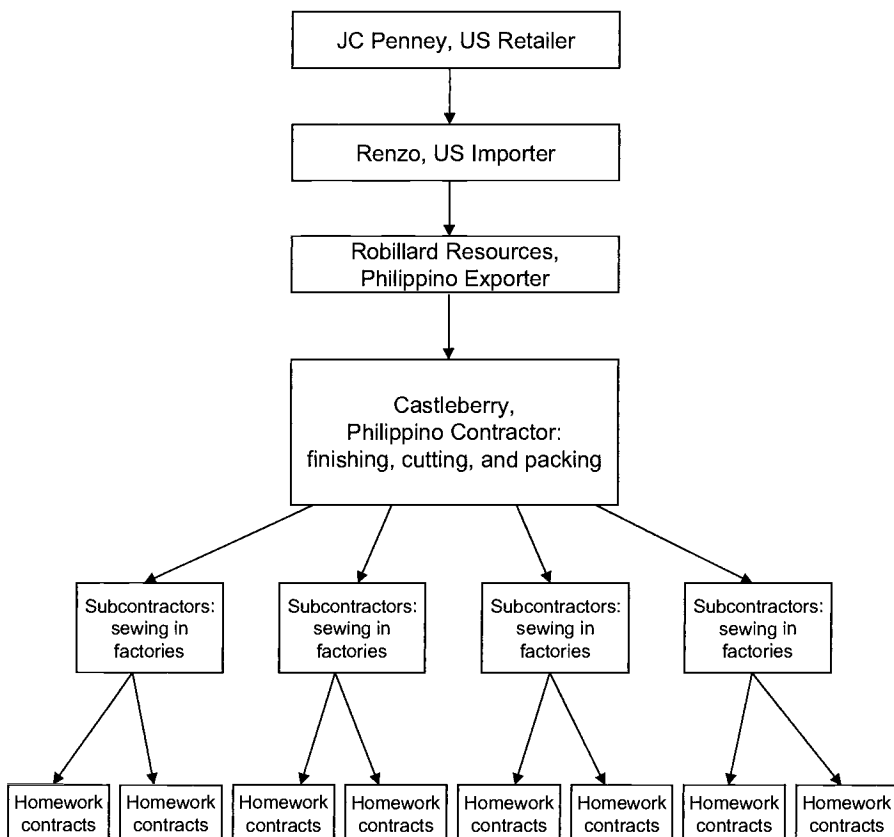 JC Penney, US Retailer
Renzo, US Importer
Robillard Resources,
Philippino Exporter
Castleberry,
Philippino Contractor:
finishing, cutting, and packing
Subcontractors:
sewing in
factories
Subcontractors:
sewing in
factories
Subcontractors:
sewing in
factories
Subcontractors:
sewing in
factories
Homework
contracts
Homework
contracts
Homework
contracts
Homework
contracts
Homework
contracts
Homework
contracts
Homework
contracts
Homework
contracts